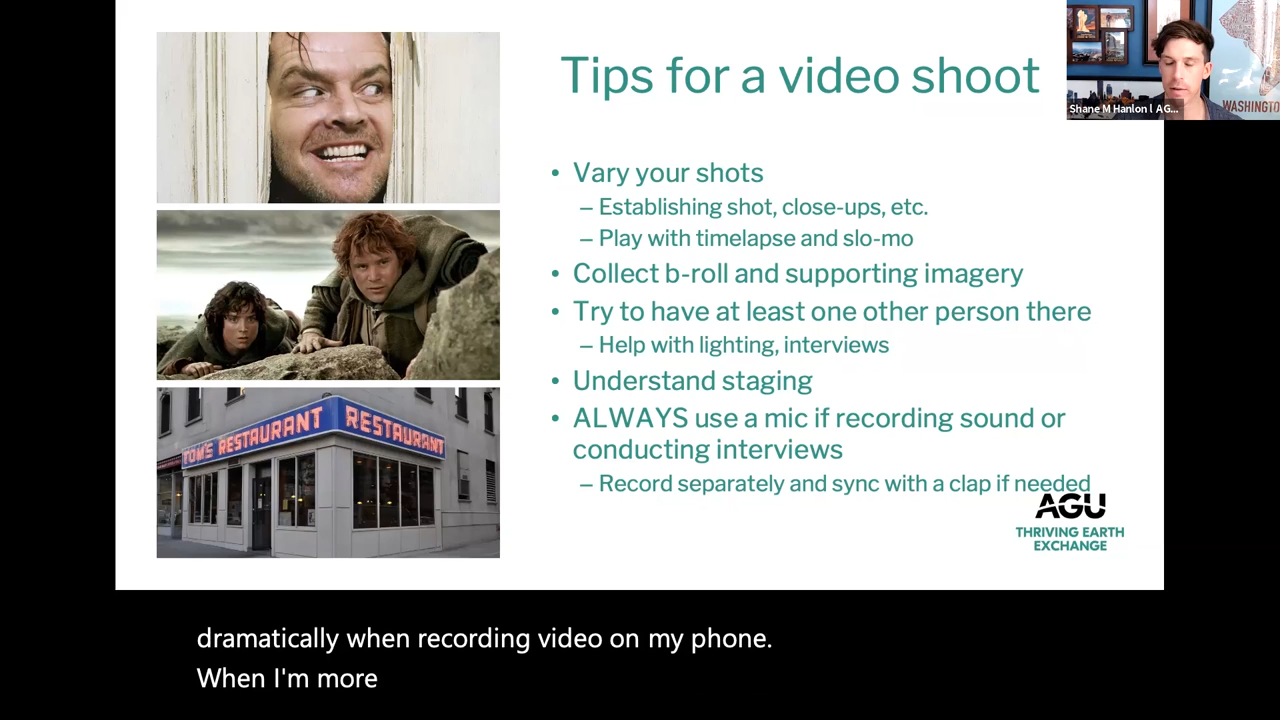 Tips for a video shoot
Shane M Hanlon l AG...
WASHINGTO
• Vary your shots
– Establishing shot, close-ups, etc.
– Play with timelapse and slo-mo
• Collect b-roll and supporting imagery
• Try to have at least one other person there
– Help with lighting, interviews
• Understand staging
• ALWAYS use a mic if recording sound or
conducting interviews
– Record separately and sync with a clap if needed
TOM'S RESTAURANT RESTAURANT
AGU
THRIVING EARTH
EXCHANGE
dramatically when recording video on my phone.
When I'm more